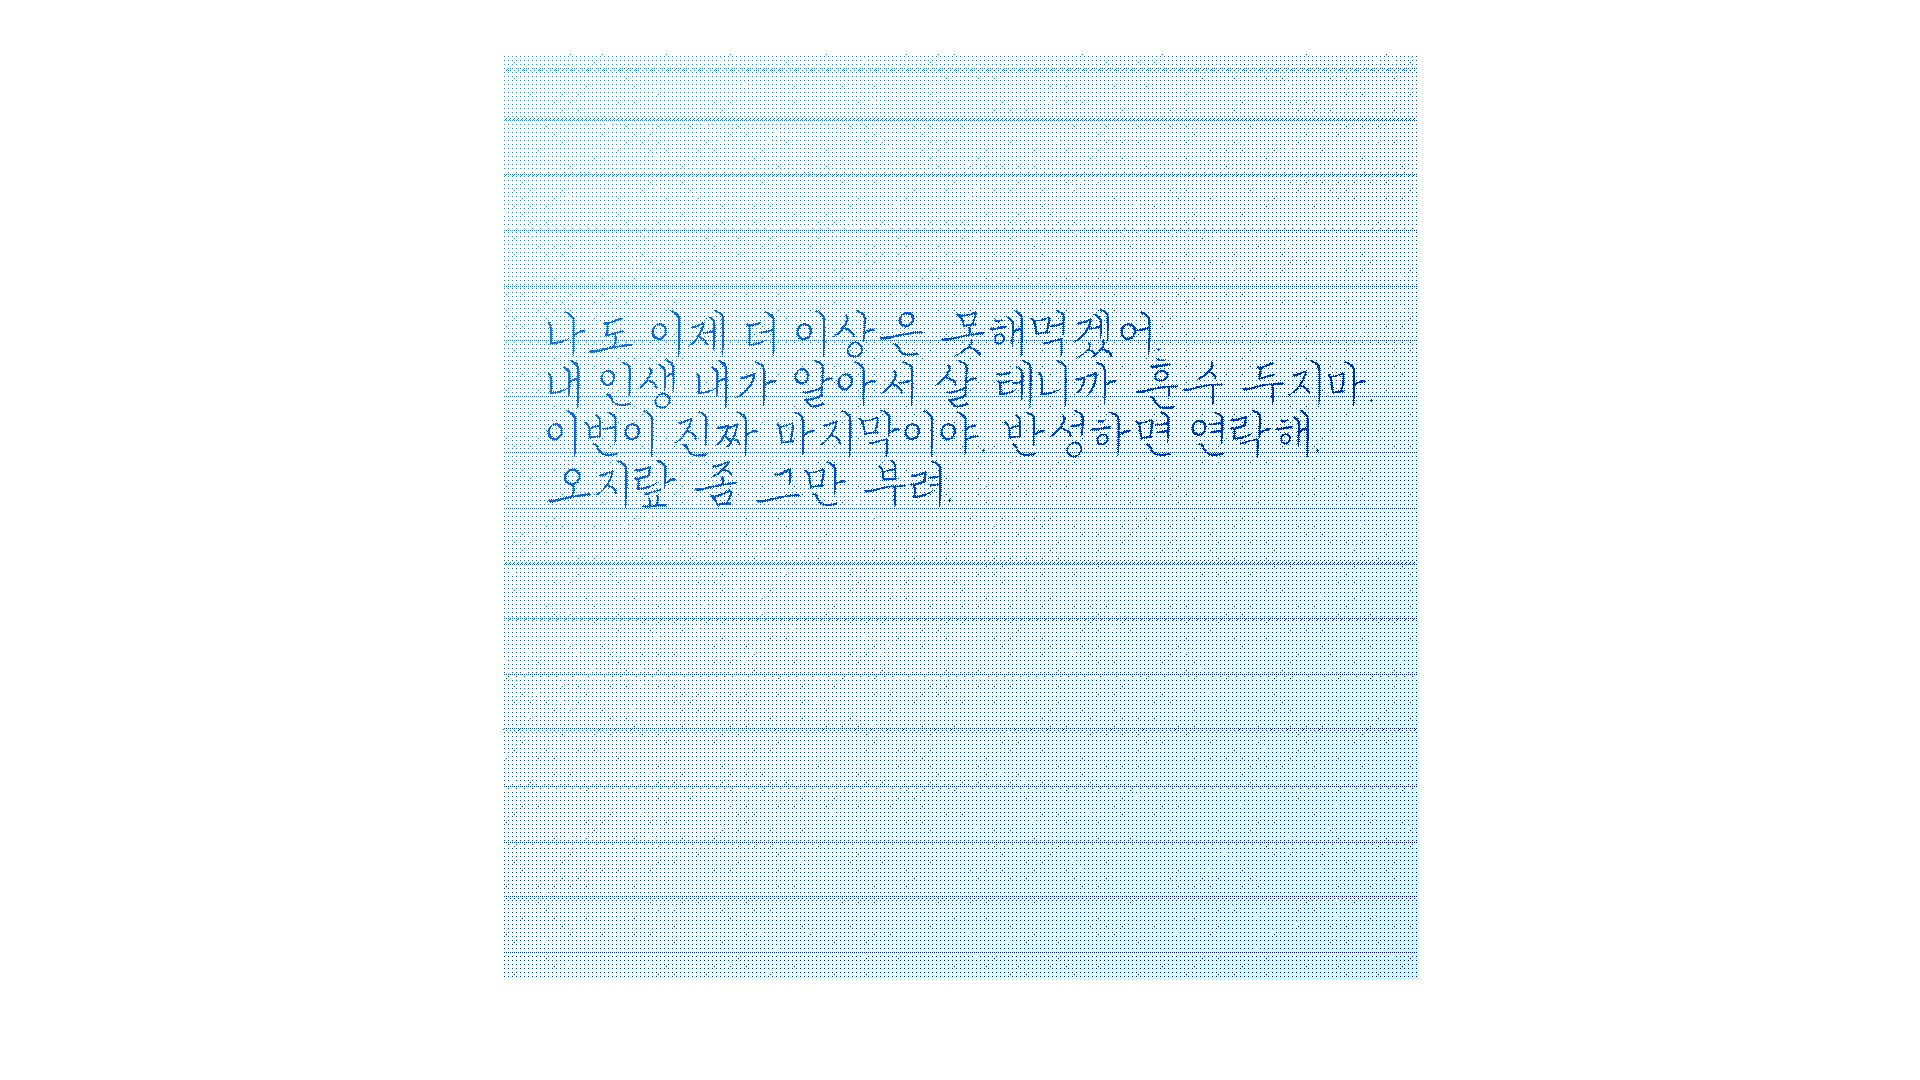 나도 이제 더 이상은 못해먹겠어.
내 인생 내가 알아서 살 테니까 훈수 두지마.
이번이 진짜 마지막이야. 반성하면 연락해.
오지랖 좀 그만 부려.